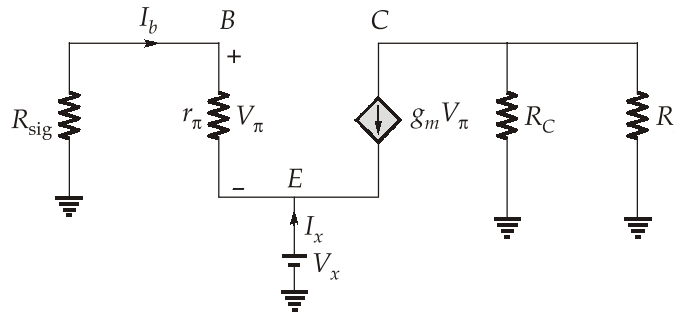 I_b
B
C
+
R_sig
r_π
V_π
g_m V_π
R_C
R
–
E
I_x
V_x